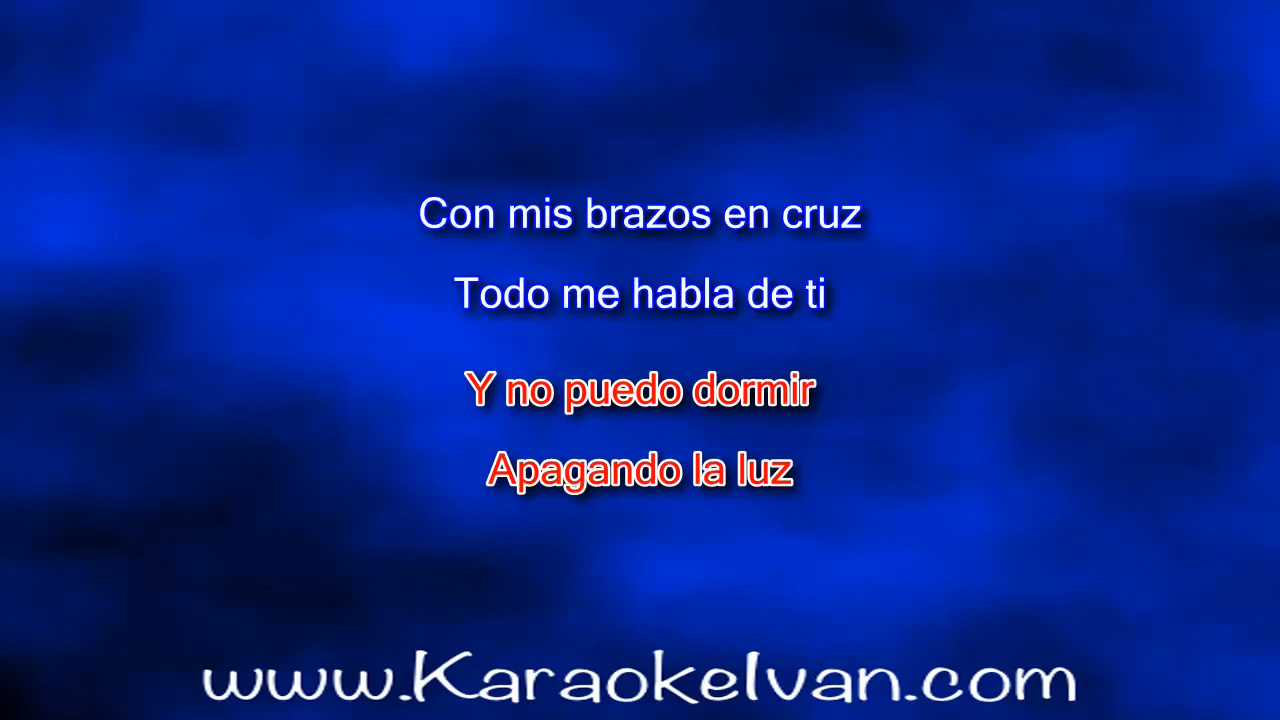 Con mis brazos en cruz
Todo me habla de ti
Y no puedo dormir
Apagando la luz
www.KaraokeIvan.com